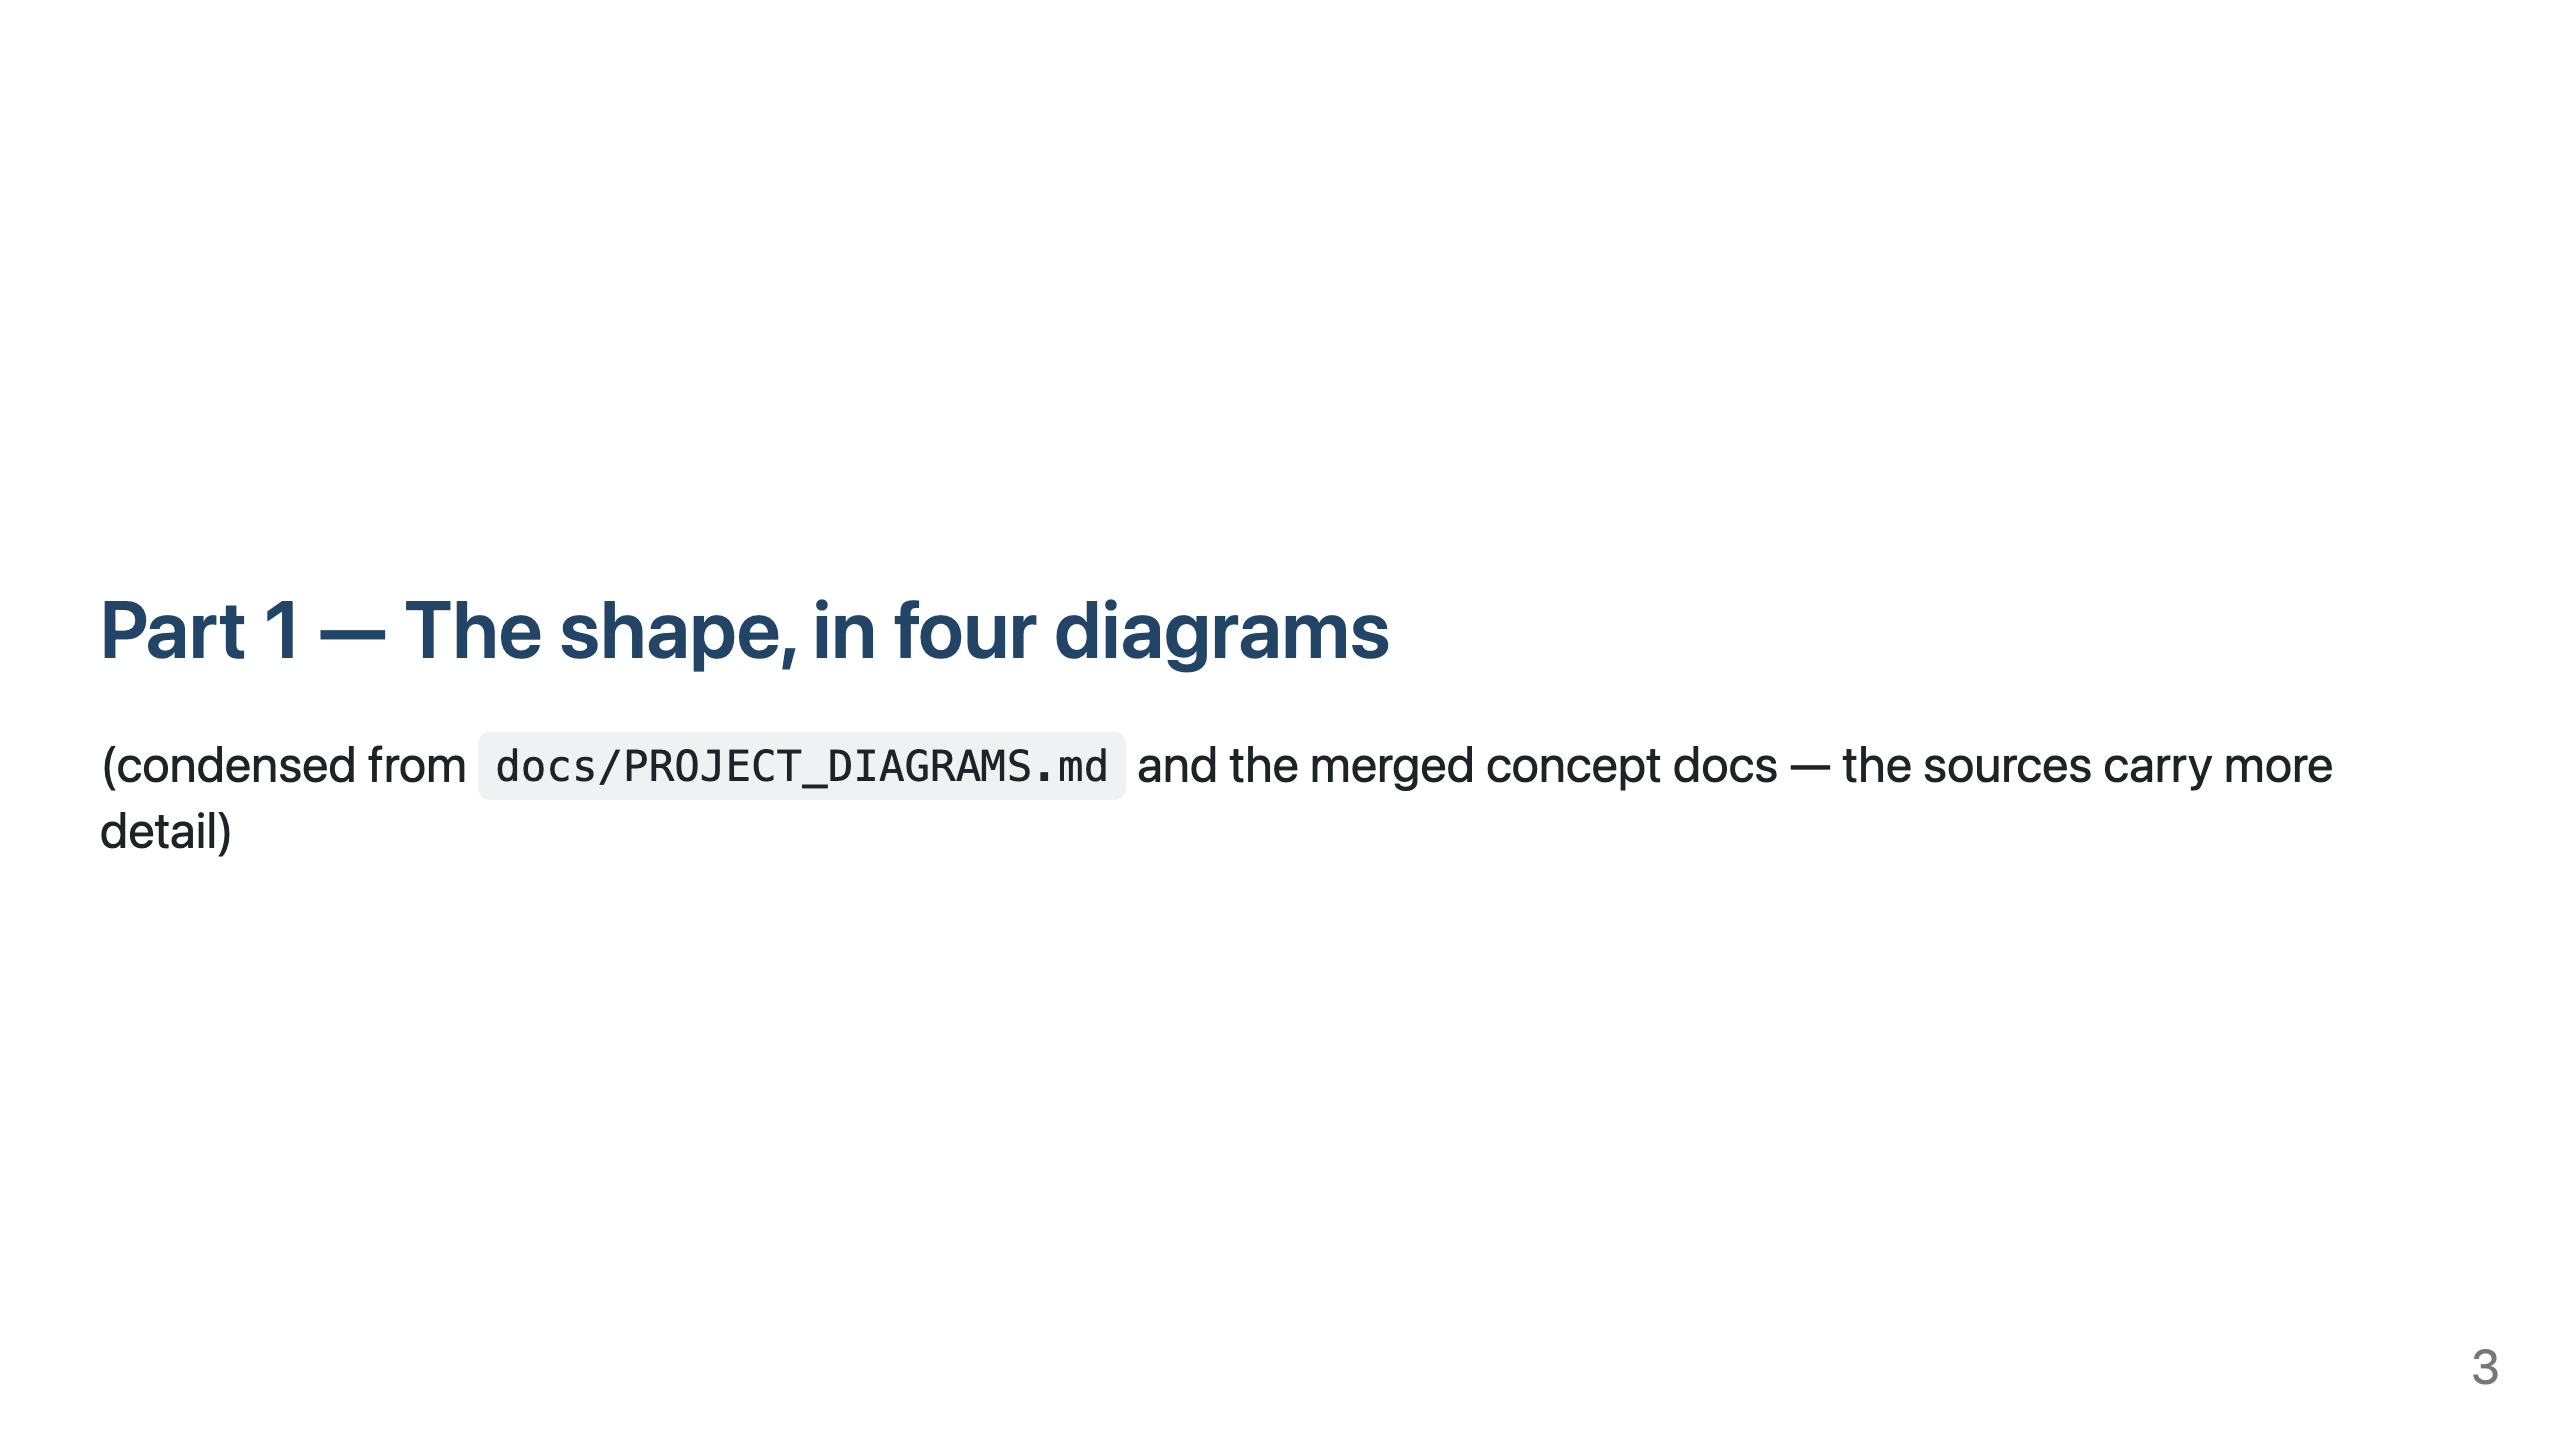 Part 1 — The shape, in four diagrams
(condensed from docs/PROJECT_DIAGRAMS.md and the merged concept docs — the sources carry more
detail)
3